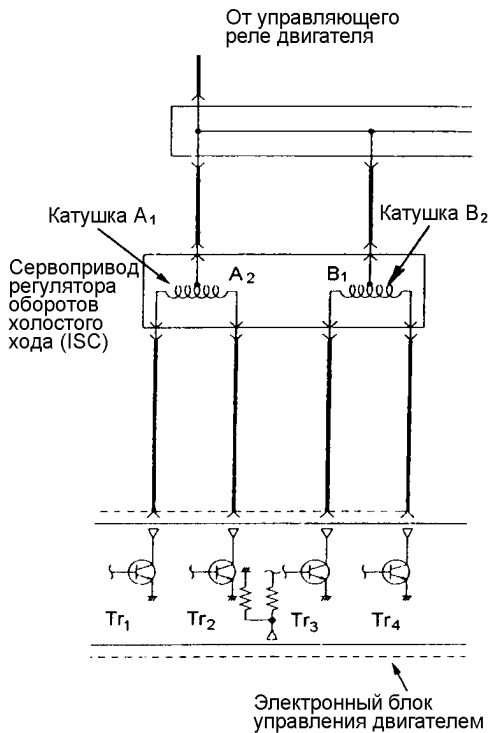 От управляющего
реле двигателя
Катушка A1
Катушка B2
A2
B1
Сервопривод
регулятора
оборотов
холостого
хода (ISC)
Tr1
Tr2
Tr3
Tr4
Электронный блок
управления двигателем